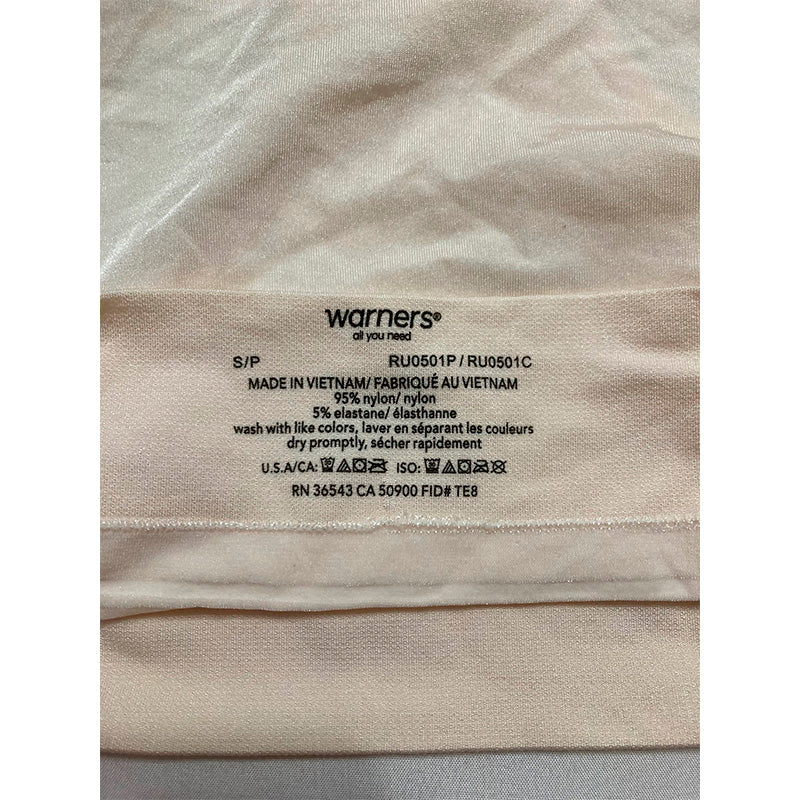 warners®
all you need
S/P RU0501P / RU0501C
MADE IN VIETNAM/ FABRIQUÉ AU VIETNAM
95% nylon/ nylon
5% elastane/ élasthanne
wash with like colors, laver en séparant les couleurs
dry promptly, sécher rapidement
U.S.A/CA: ISO:
RN 36543 CA 50900 FID# TE8